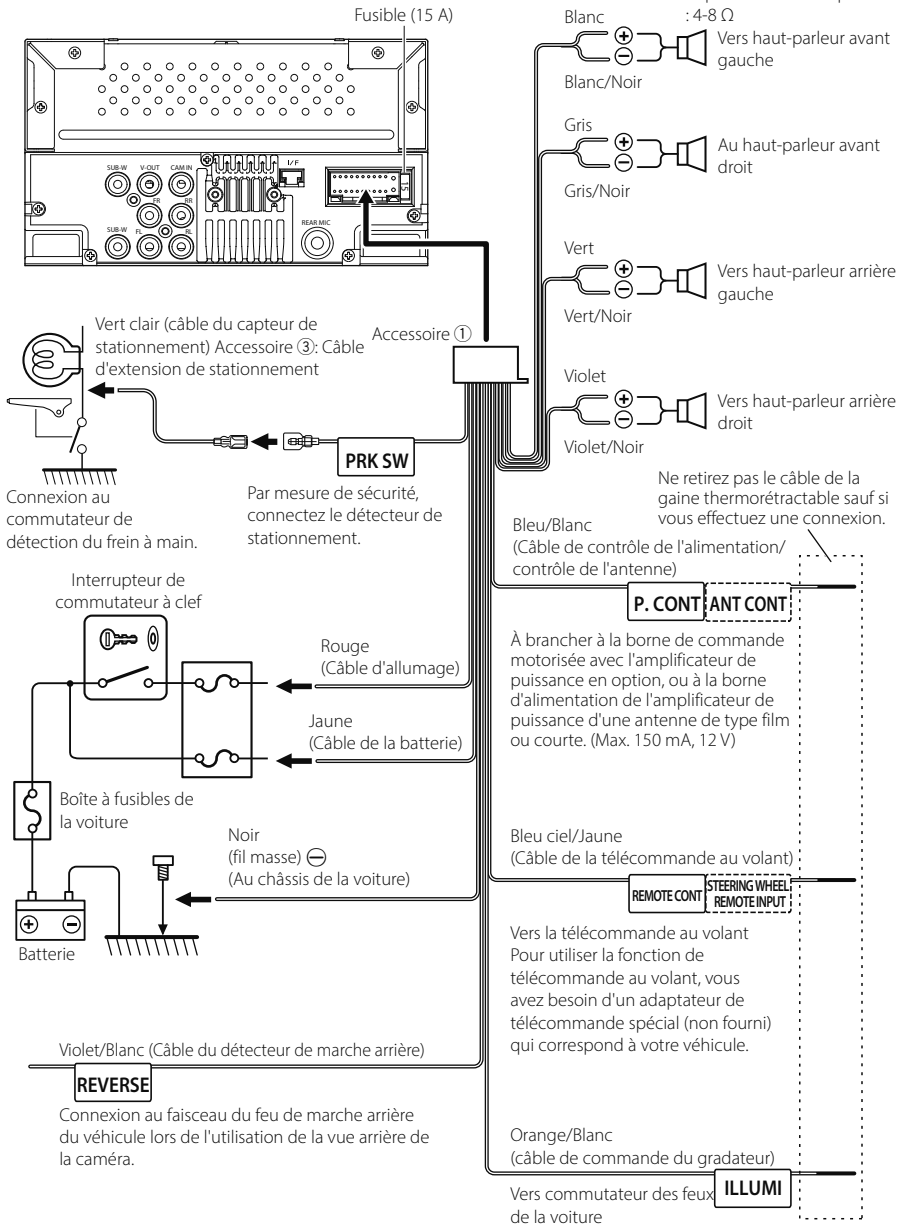 Fusible (15 A)
: 4-8 Ω
Blanc
Vers haut-parleur avant
gauche
Blanc/Noir
I/F
SUB-W
V-OUT
CAM IN
FR
RR
15
SUB-W
FL
RL
REAR MIC
Gris
Au haut-parleur avant
droit
Gris/Noir
Vert
Vers haut-parleur arrière
gauche
Vert/Noir
Violet
Vers haut-parleur arrière
droit
Violet/Noir
Vert clair (câble du capteur de
stationnement) Accessoire ③: Câble
d'extension de stationnement
Accessoire ①
PRK SW
Connexion au
commutateur de
détection du frein à main.
Par mesure de sécurité,
connectez le détecteur de
stationnement.
Ne retirez pas le câble de la
gaine thermorétractable sauf si
vous effectuez une connexion.
Bleu/Blanc
(Câble de contrôle de l'alimentation/
contrôle de l'antenne)
P. CONT
ANT CONT
À brancher à la borne de commande
motorisée avec l'amplificateur de
puissance en option, ou à la borne
d'alimentation de l'amplificateur de
puissance d'une antenne de type film
ou courte. (Max. 150 mA, 12 V)
Interrupteur de
commutateur à clef
Rouge
(Câble d'allumage)
Jaune
(Câble de la batterie)
Boîte à fusibles de
la voiture
Noir
(fil masse) ⊖
(Au châssis de la voiture)
Batterie
Bleu ciel/Jaune
(Câble de la télécommande au volant)
REMOTE CONT
STEERING WHEEL
REMOTE INPUT
Vers la télécommande au volant
Pour utiliser la fonction de
télécommande au volant, vous
avez besoin d'un adaptateur de
télécommande spécial (non fourni)
qui correspond à votre véhicule.
Violet/Blanc (Câble du détecteur de marche arrière)
REVERSE
Connexion au faisceau du feu de marche arrière
du véhicule lors de l'utilisation de la vue arrière de
la caméra.
Orange/Blanc
(câble de commande du gradateur)
ILLUMI
Vers commutateur des feux
de la voiture